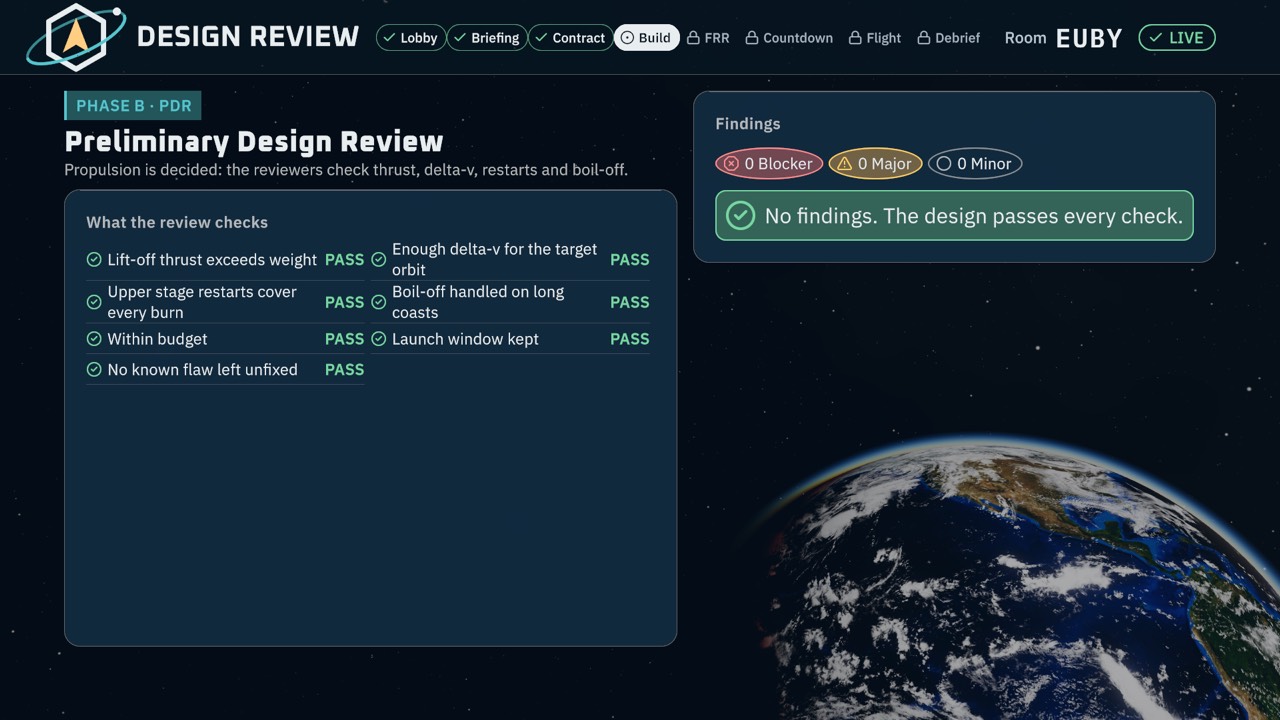 DESIGN REVIEW
Lobby
Briefing
Contract
Build
FRR
Countdown
Flight
Debrief
Room EUBY
LIVE
PHASE B · PDR
Preliminary Design Review
Propulsion is decided: the reviewers check thrust, delta-v, restarts and boil-off.
What the review checks
Lift-off thrust exceeds weight PASS
Enough delta-v for the target
orbit
PASS
Upper stage restarts cover
every burn
PASS
Boil-off handled on long
coasts
PASS
Within budget PASS
Launch window kept PASS
No known flaw left unfixed PASS
Findings
0 Blocker
0 Major
0 Minor
No findings. The design passes every check.